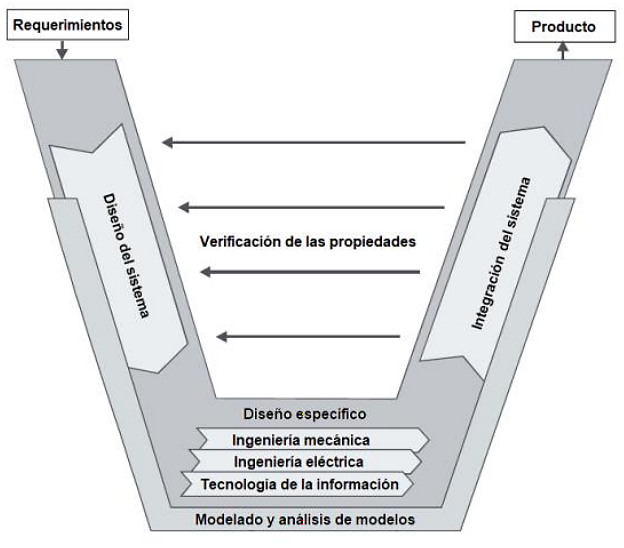 Requerimientos
Producto
Diseño del sistema
Verificación de las propiedades
Integración del sistema
Diseño específico
Ingeniería mecánica
Ingeniería eléctrica
Tecnología de la información
Modelado y análisis de modelos